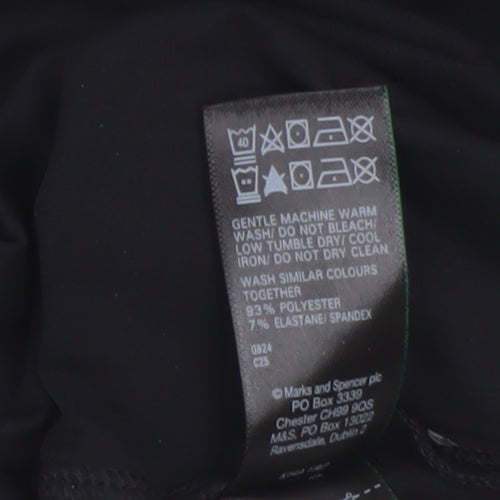 40
GENTLE MACHINE WARM
WASH/ DO NOT BLEACH/
LOW TUMBLE DRY/ COOL
IRON/ DO NOT DRY CLEAN
WASH SIMILAR COLOURS
TOGETHER
93% POLYESTER
7% ELASTANE/ SPANDEX
GB24
C25
© Marks and Spencer plc
PO Box 3339
Chester CH99 9QS
M&S, PO Box 13022
Ravensdale, Dublin 2